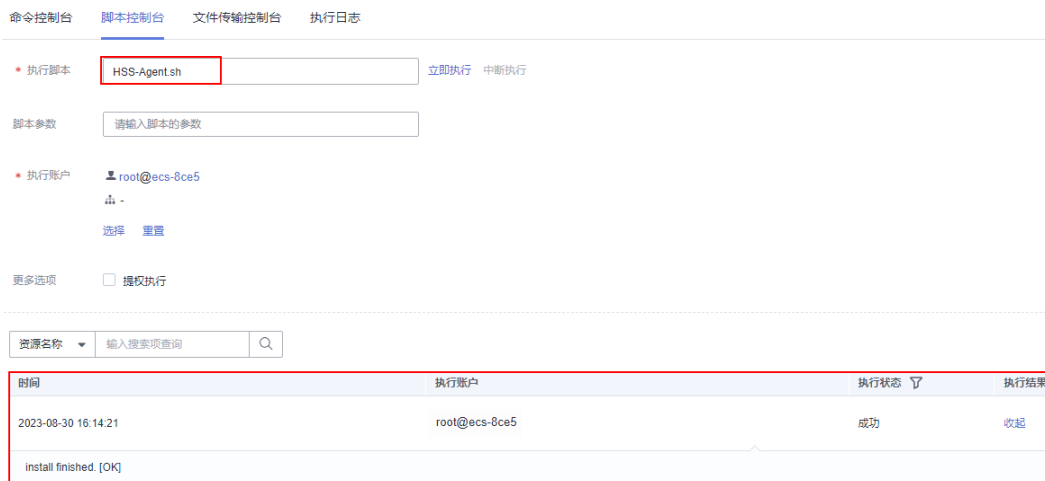 命令控制台 脚本控制台 文件传输控制台 执行日志
* 执行脚本 HSS-Agent.sh 立即执行 中断执行
脚本参数 请输入脚本的参数
* 执行账户 root@ecs-8ce5
-
选择 重置
更多选项 提权执行
资源名称 输入搜索项查询
时间 执行账户 执行状态 执行结果
2023-08-30 16:14:21 root@ecs-8ce5 成功 收起
install finished. [OK]